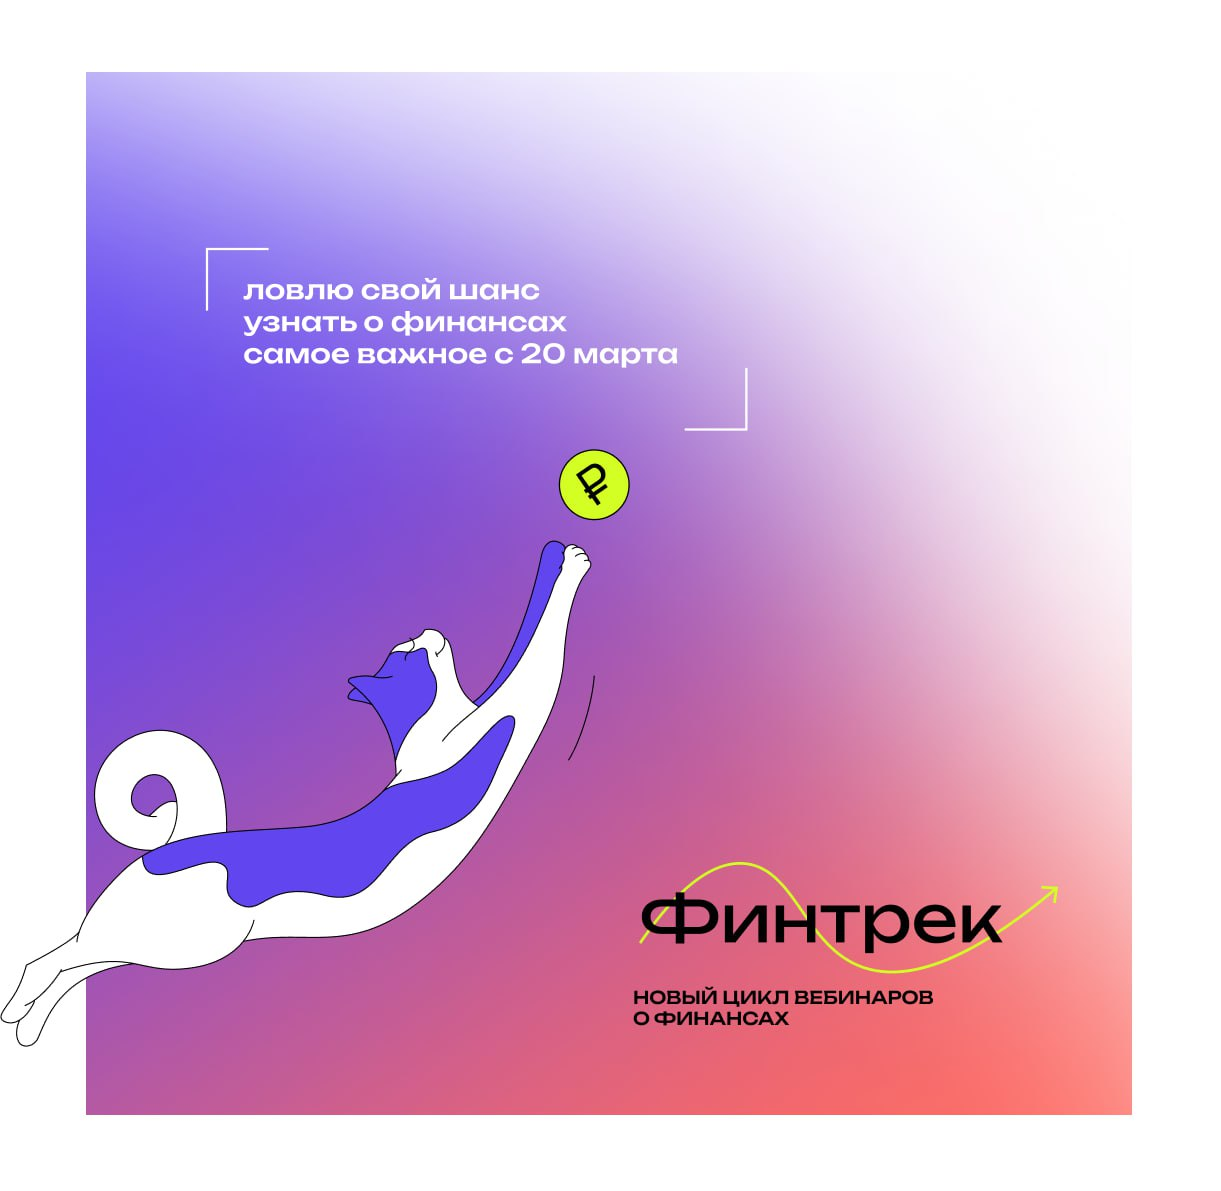 ловлю свой шанс
узнать о финансах
самое важное с 20 марта
₽
Финтрек
НОВЫЙ ЦИКЛ ВЕБИНАРОВ
О ФИНАНСАХ